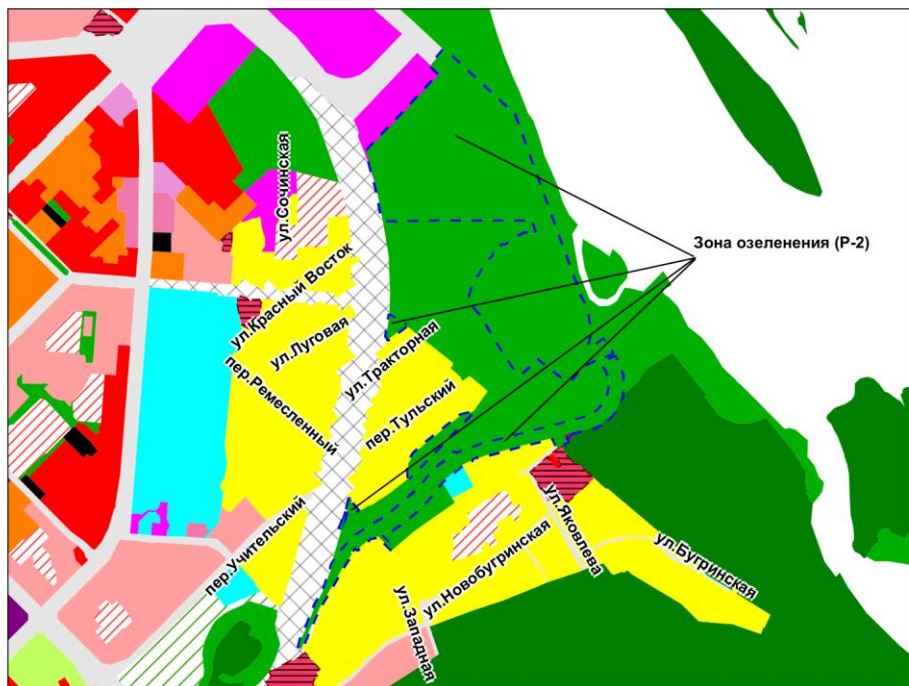 ул.Сочинская
Зона озеленения (Р-2)
ул.Красный Восток
ул.Луговая
ул.Тракторная
пер.Ремесленный
пер.Тульский
пер.Учительский
ул.Яковлева
ул.Новобугринская
ул.Бугринская
ул.Западная